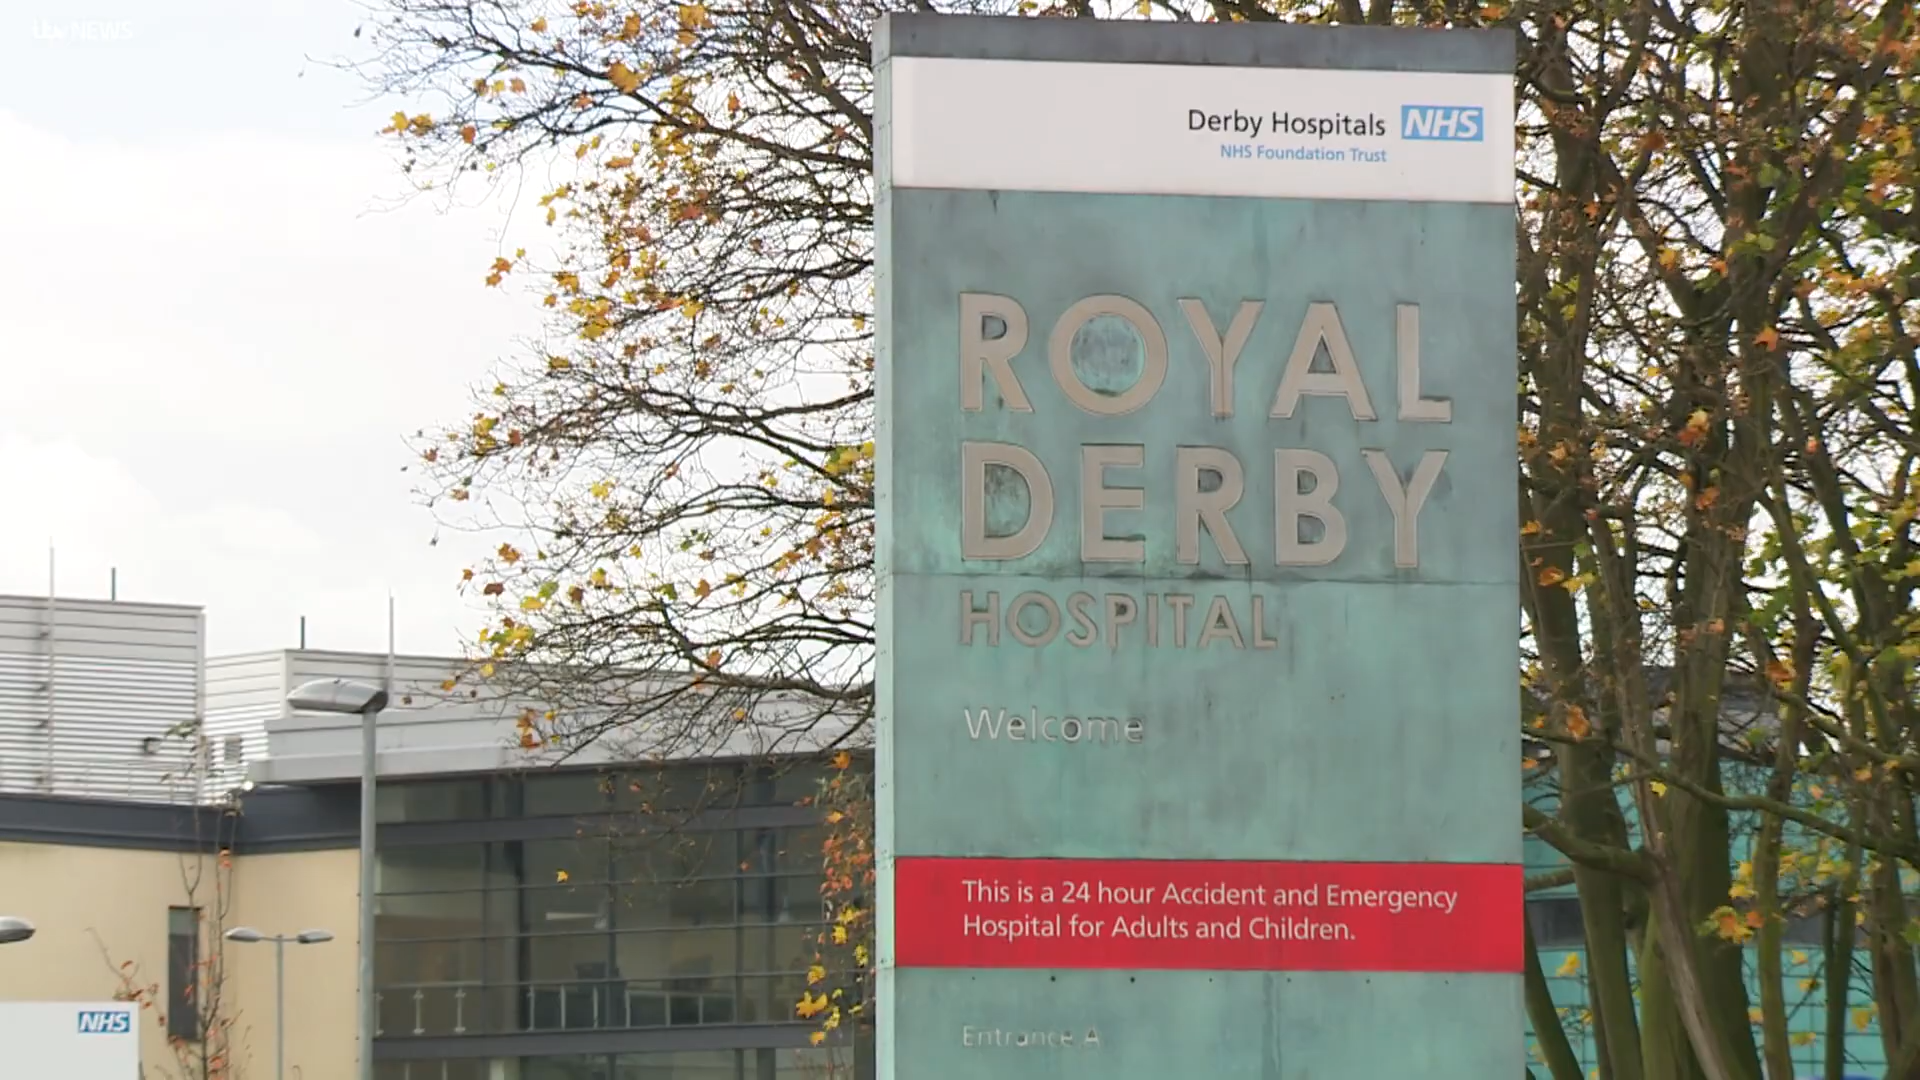 itv NEWS
Derby Hospitals NHS
NHS Foundation Trust
ROYAL
DERBY
HOSPITAL
Welcome
This is a 24 hour Accident and Emergency
Hospital for Adults and Children.
Entrance A
NHS